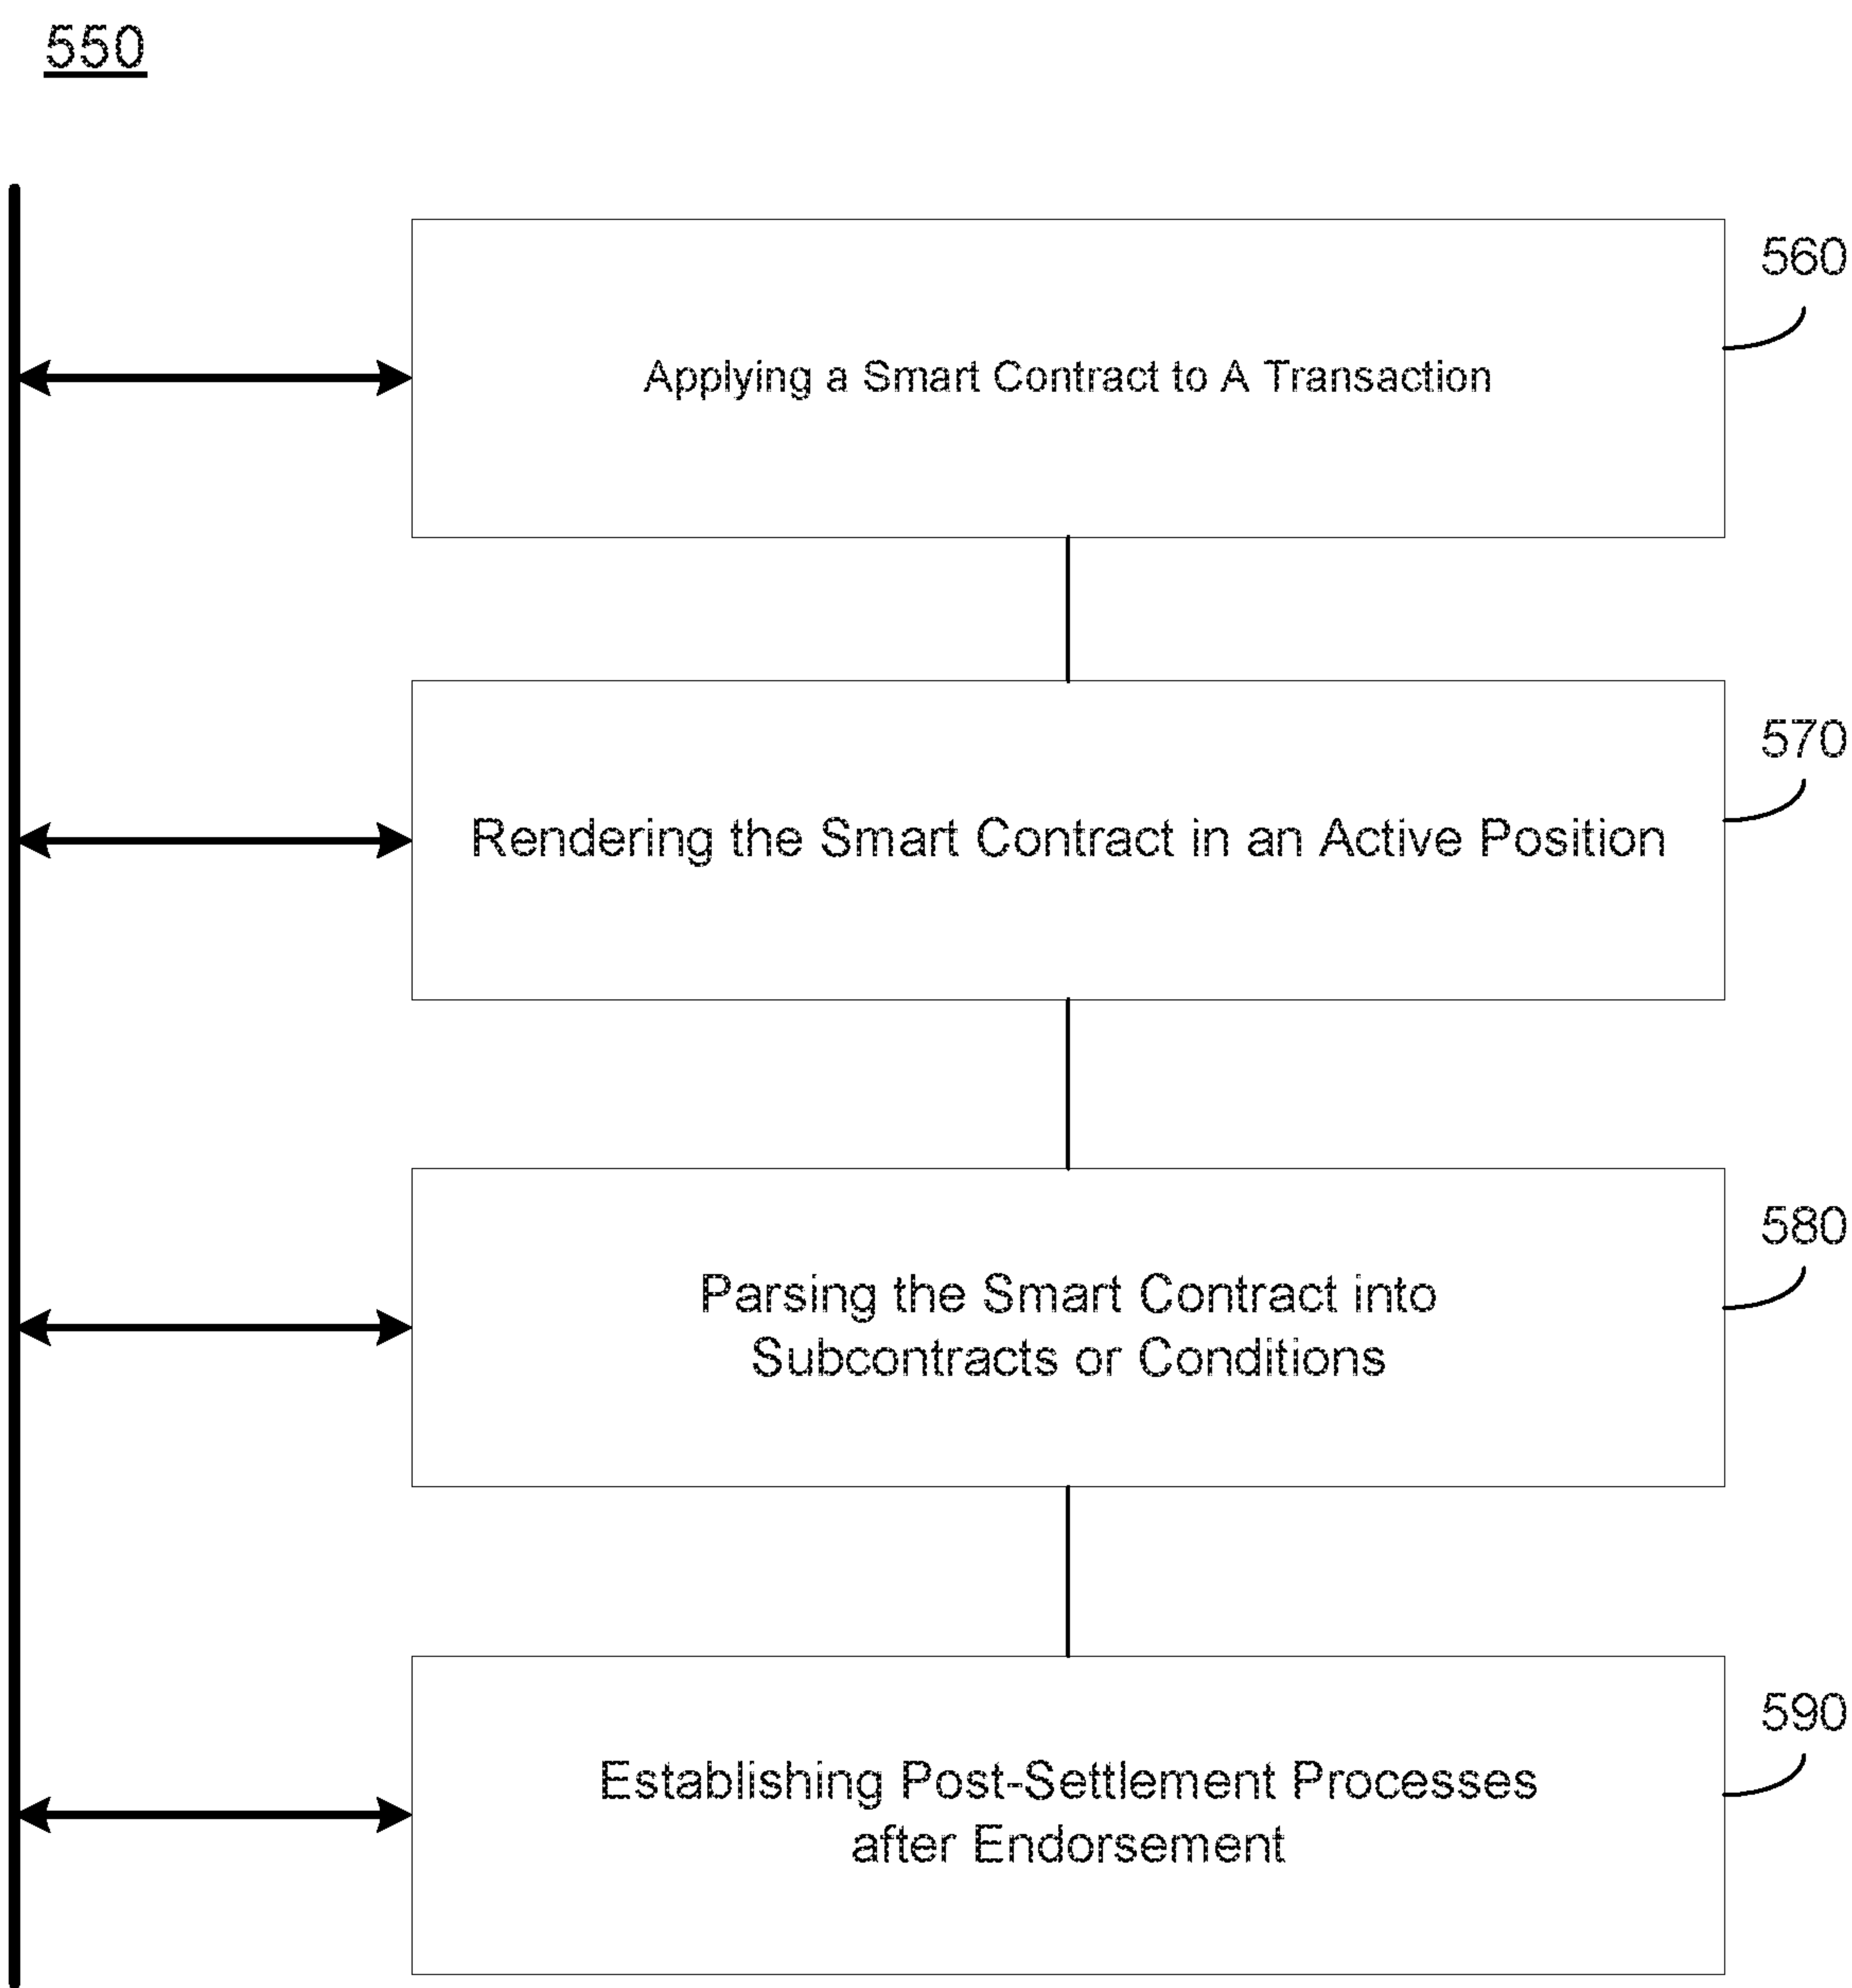 550
560
Applying a Smart Contract to A Transaction
570
Rendering the Smart Contract in an Active Position
580
Parsing the Smart Contract into
Subcontracts or Conditions
590
Establishing Post-Settlement Processes
after Endorsement